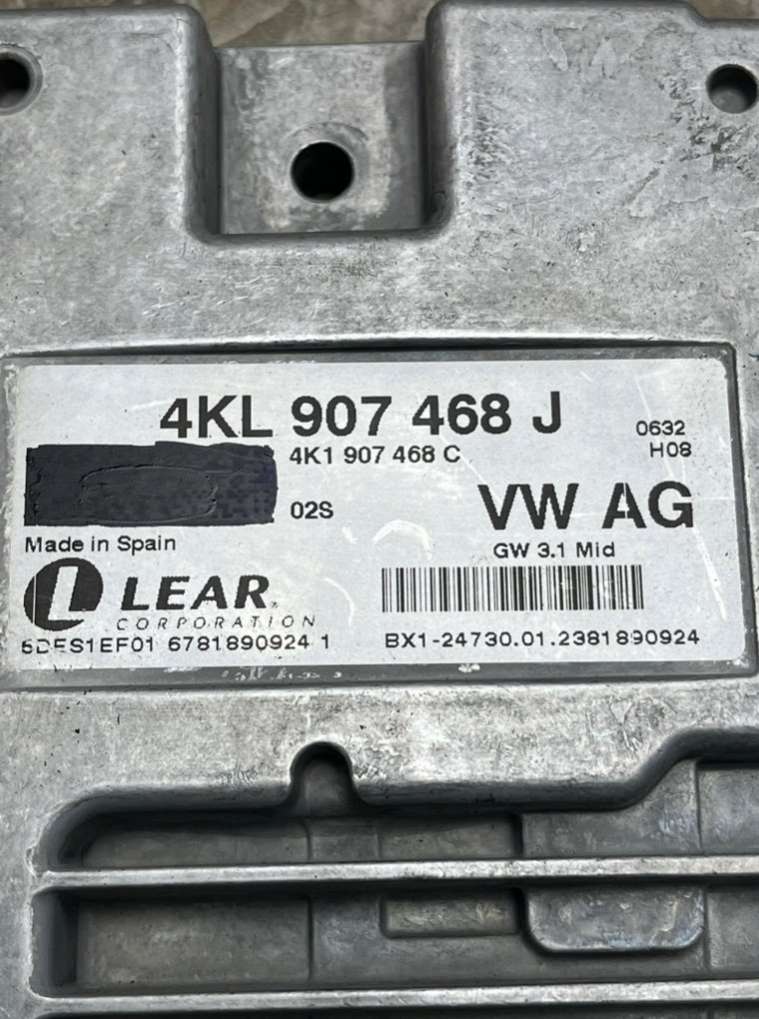 4KL 907 468 J
0632
4K1 907 468 C
H08
02S
VW AG
Made in Spain
GW 3.1 Mid
LEAR
CORPORATION
6781890924 1
BX1-24730.01.2381890924